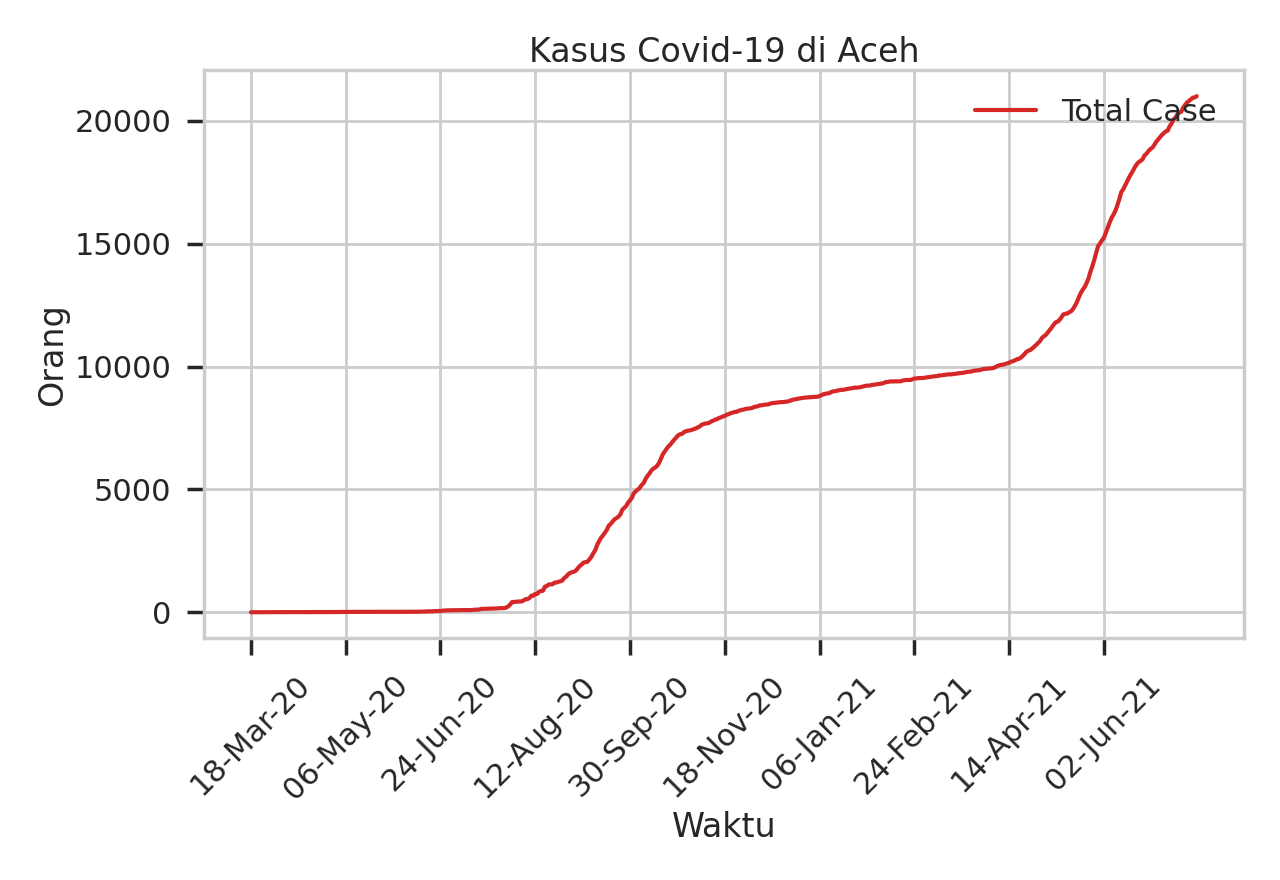 Kasus Covid-19 di Aceh
Total Case
20000
15000
10000
5000
0
Orang
18-Mar-20
06-May-20
24-Jun-20
12-Aug-20
30-Sep-20
18-Nov-20
06-Jan-21
24-Feb-21
14-Apr-21
02-Jun-21
Waktu